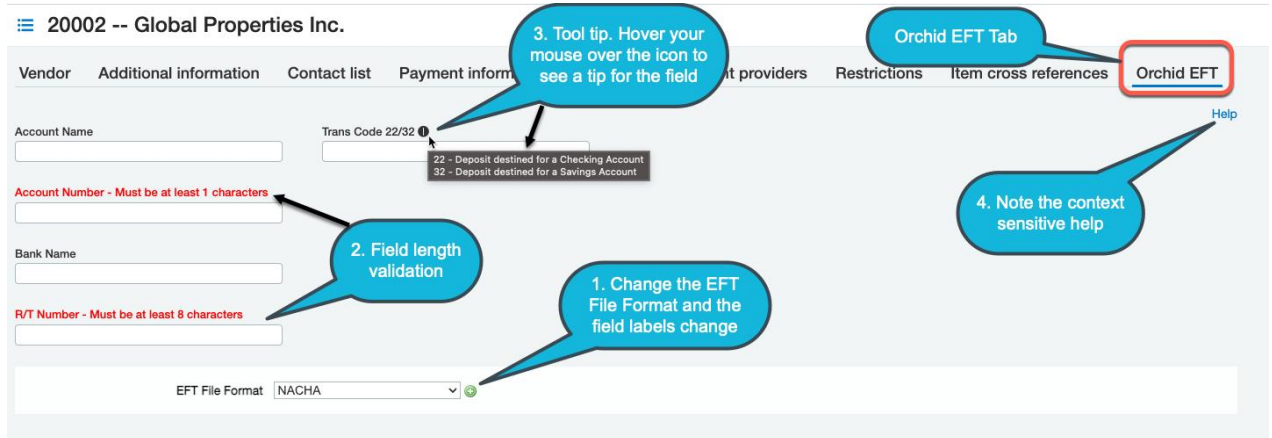 20002 -- Global Properties Inc.
3. Tool tip. Hover your
mouse over the icon to
see a tip for the field
Orchid EFT Tab
Vendor Additional information Contact list Payment inform t providers Restrictions Item cross references Orchid EFT
Help
Account Name
Trans Code 22/32
22 - Deposit destined for a Checking Account
32 - Deposit destined for a Savings Account
Account Number - Must be at least 1 characters
4. Note the context
sensitive help
2. Field length
validation
Bank Name
1. Change the EFT
File Format and the
field labels change
R/T Number - Must be at least 8 characters
EFT File Format NACHA